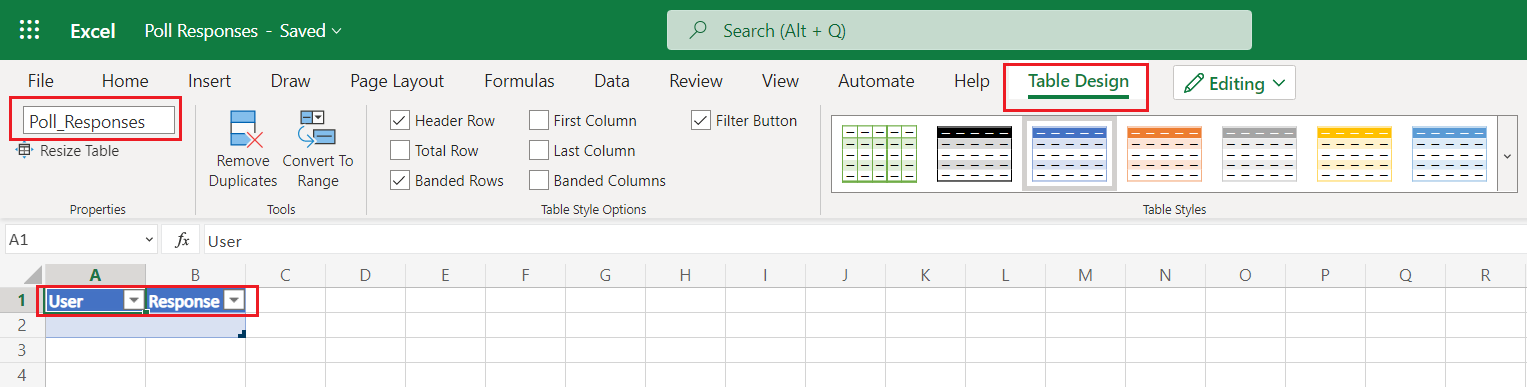 Excel Poll Responses - Saved Search (Alt + Q)
File Home Insert Draw Page Layout Formulas Data Review View Automate Help Table Design Editing
Poll_Responses
Resize Table
Properties
Remove Duplicates
Convert To Range
Tools
Header Row First Column Filter Button
Total Row Last Column
Banded Rows Banded Columns
Table Style Options
Table Styles
A1 fx User
A B C D E F G H I J K L M N O P Q R
1 User Response
2
3
4